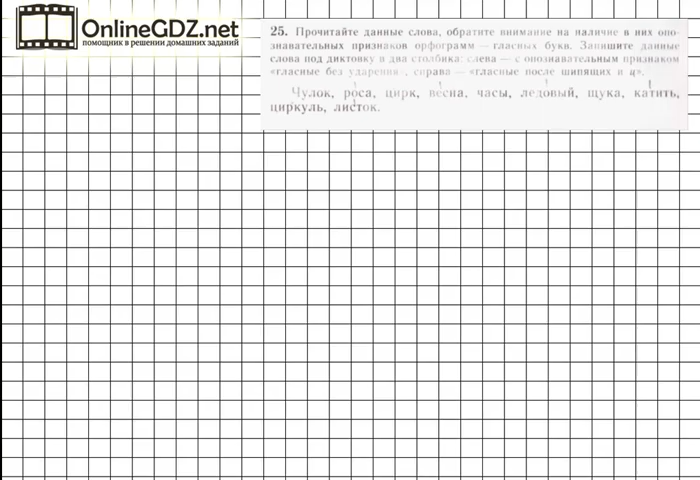 OnlineGDZ.net
помощник в решении домашних заданий
25. Прочитайте данные слова, обратите внимание на наличие в них опо-
знавательных признаков орфограмм — гласных букв. Запишите данные
слова под диктовку в два столбика: слева — с опознавательным признаком
«гласные без ударения», справа — «гласные после шипящих и ц».
Чулок, роса, цирк, весна, часы, ледовый, щука, катить,
циркуль, листок.